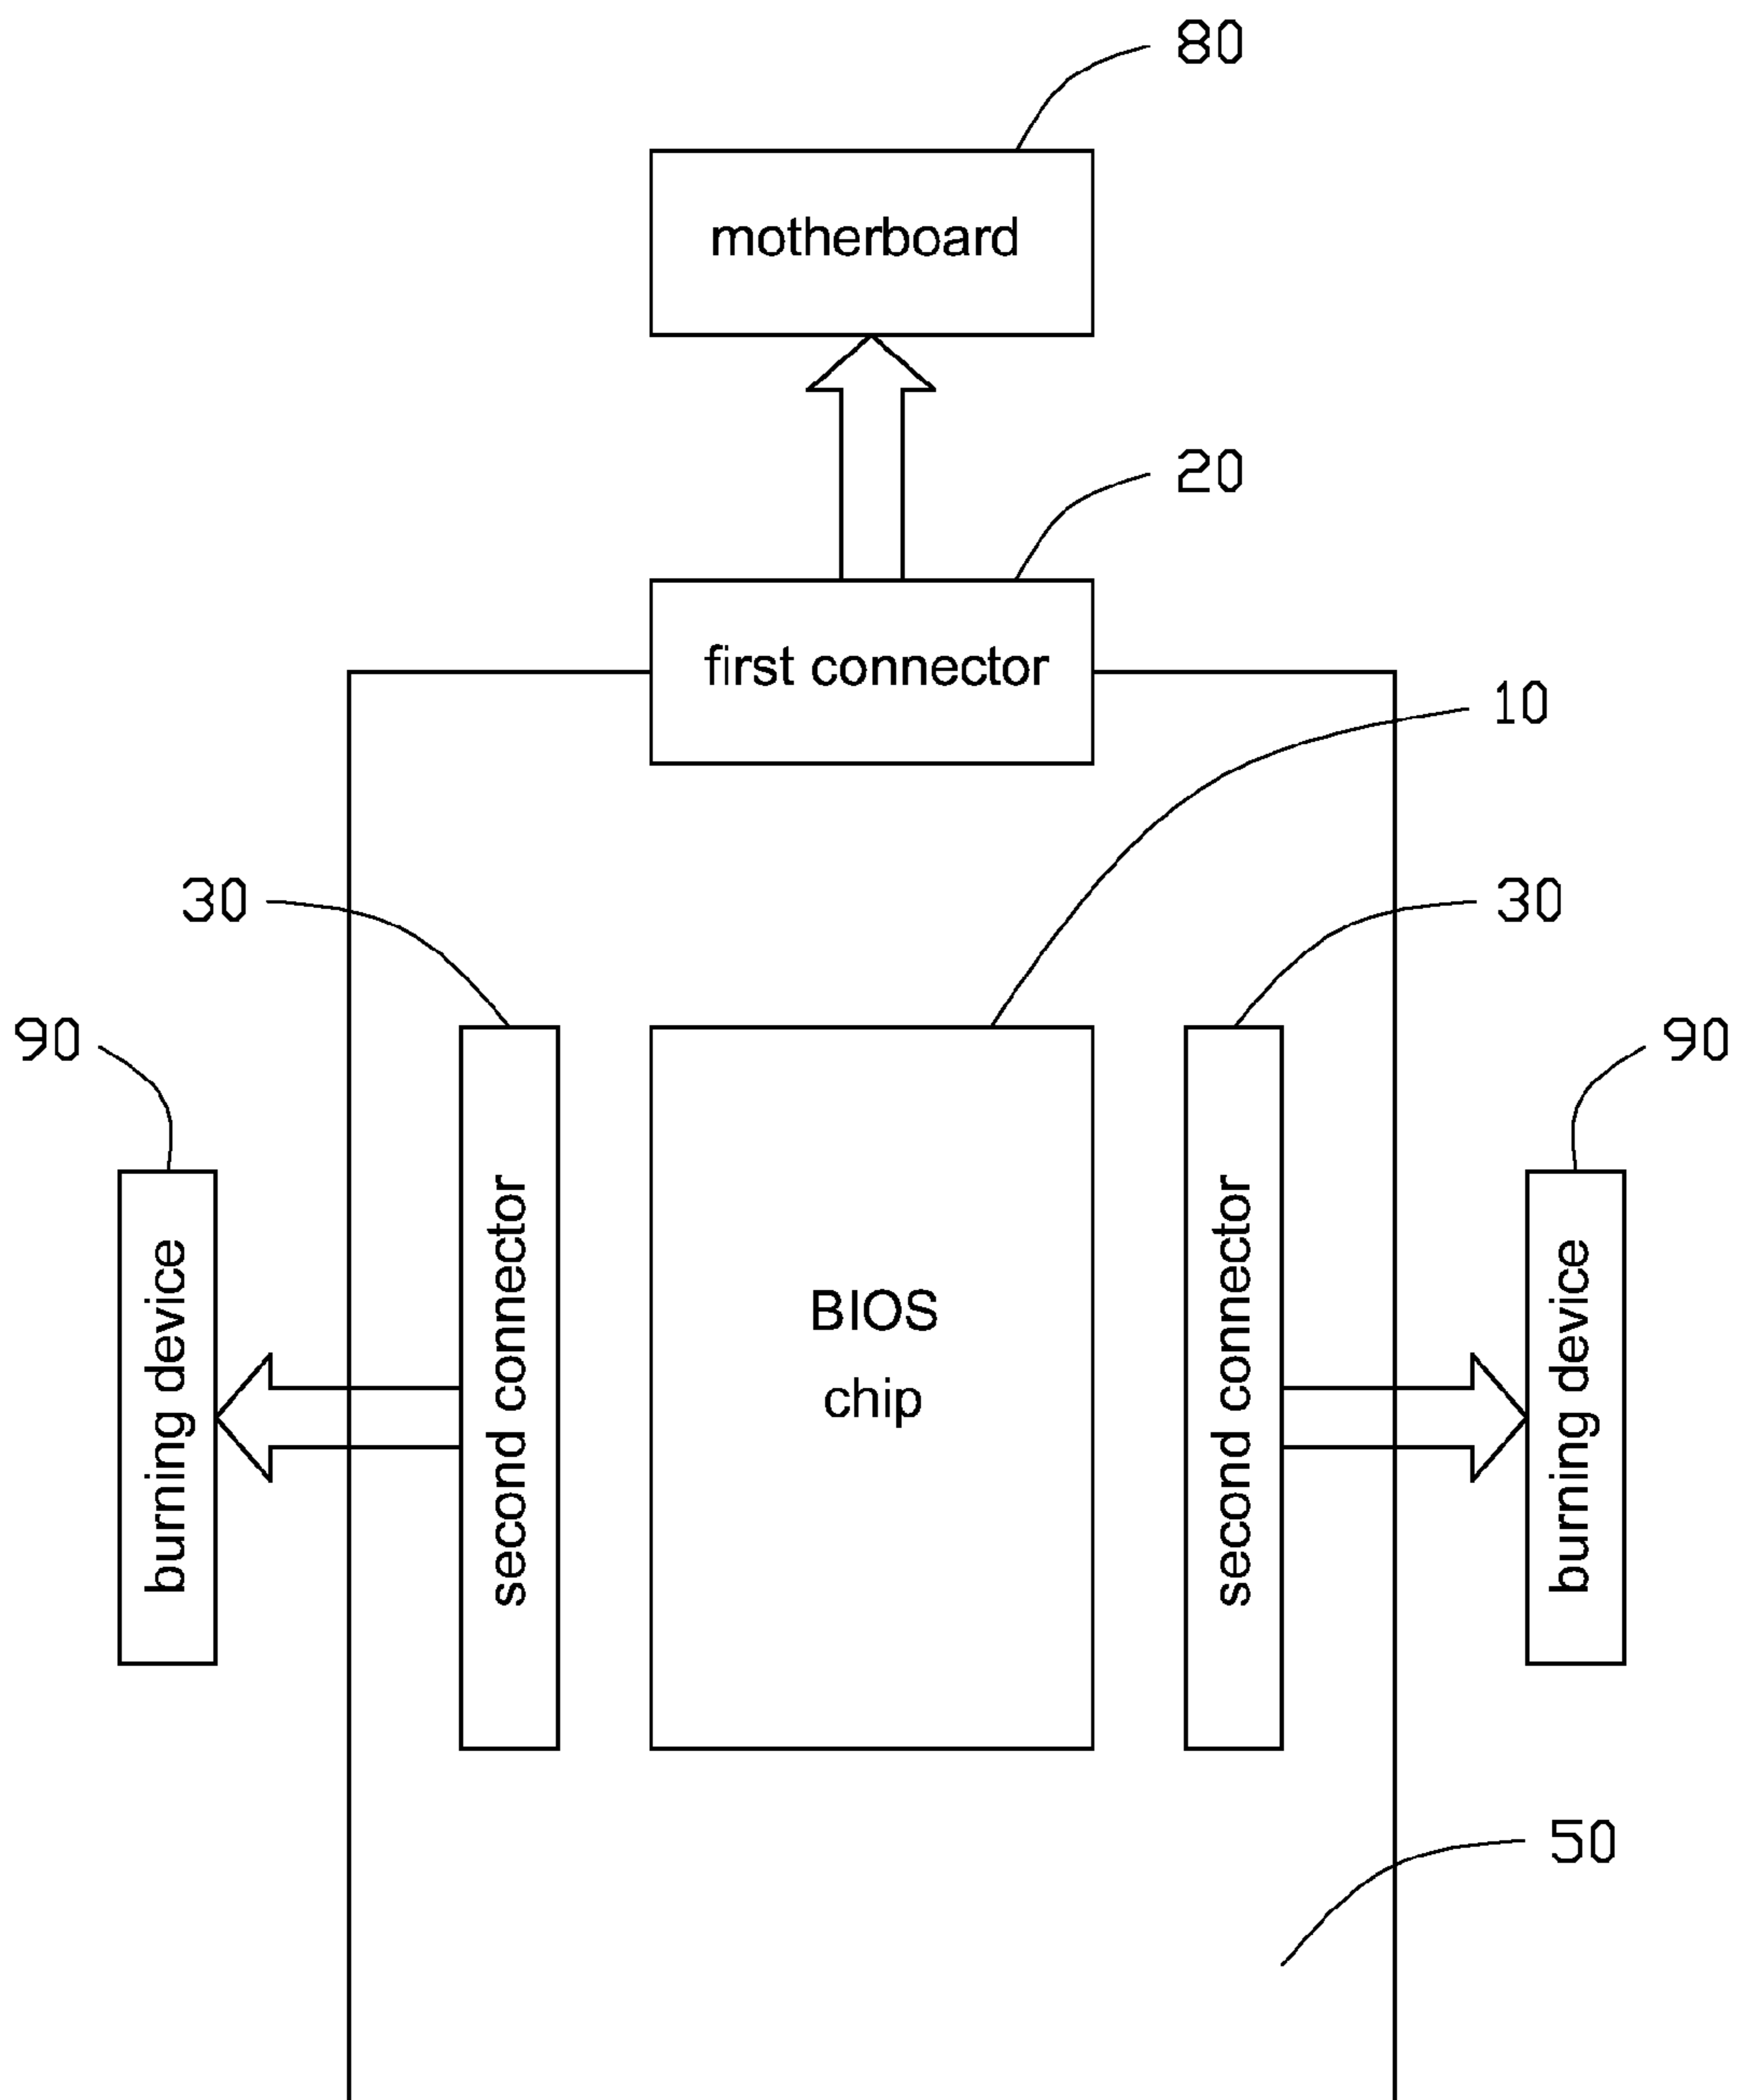 80
motherboard
20
first connector
10
30
30
90
90
second connector
second connector
burning device
burning device
BIOS
chip
50